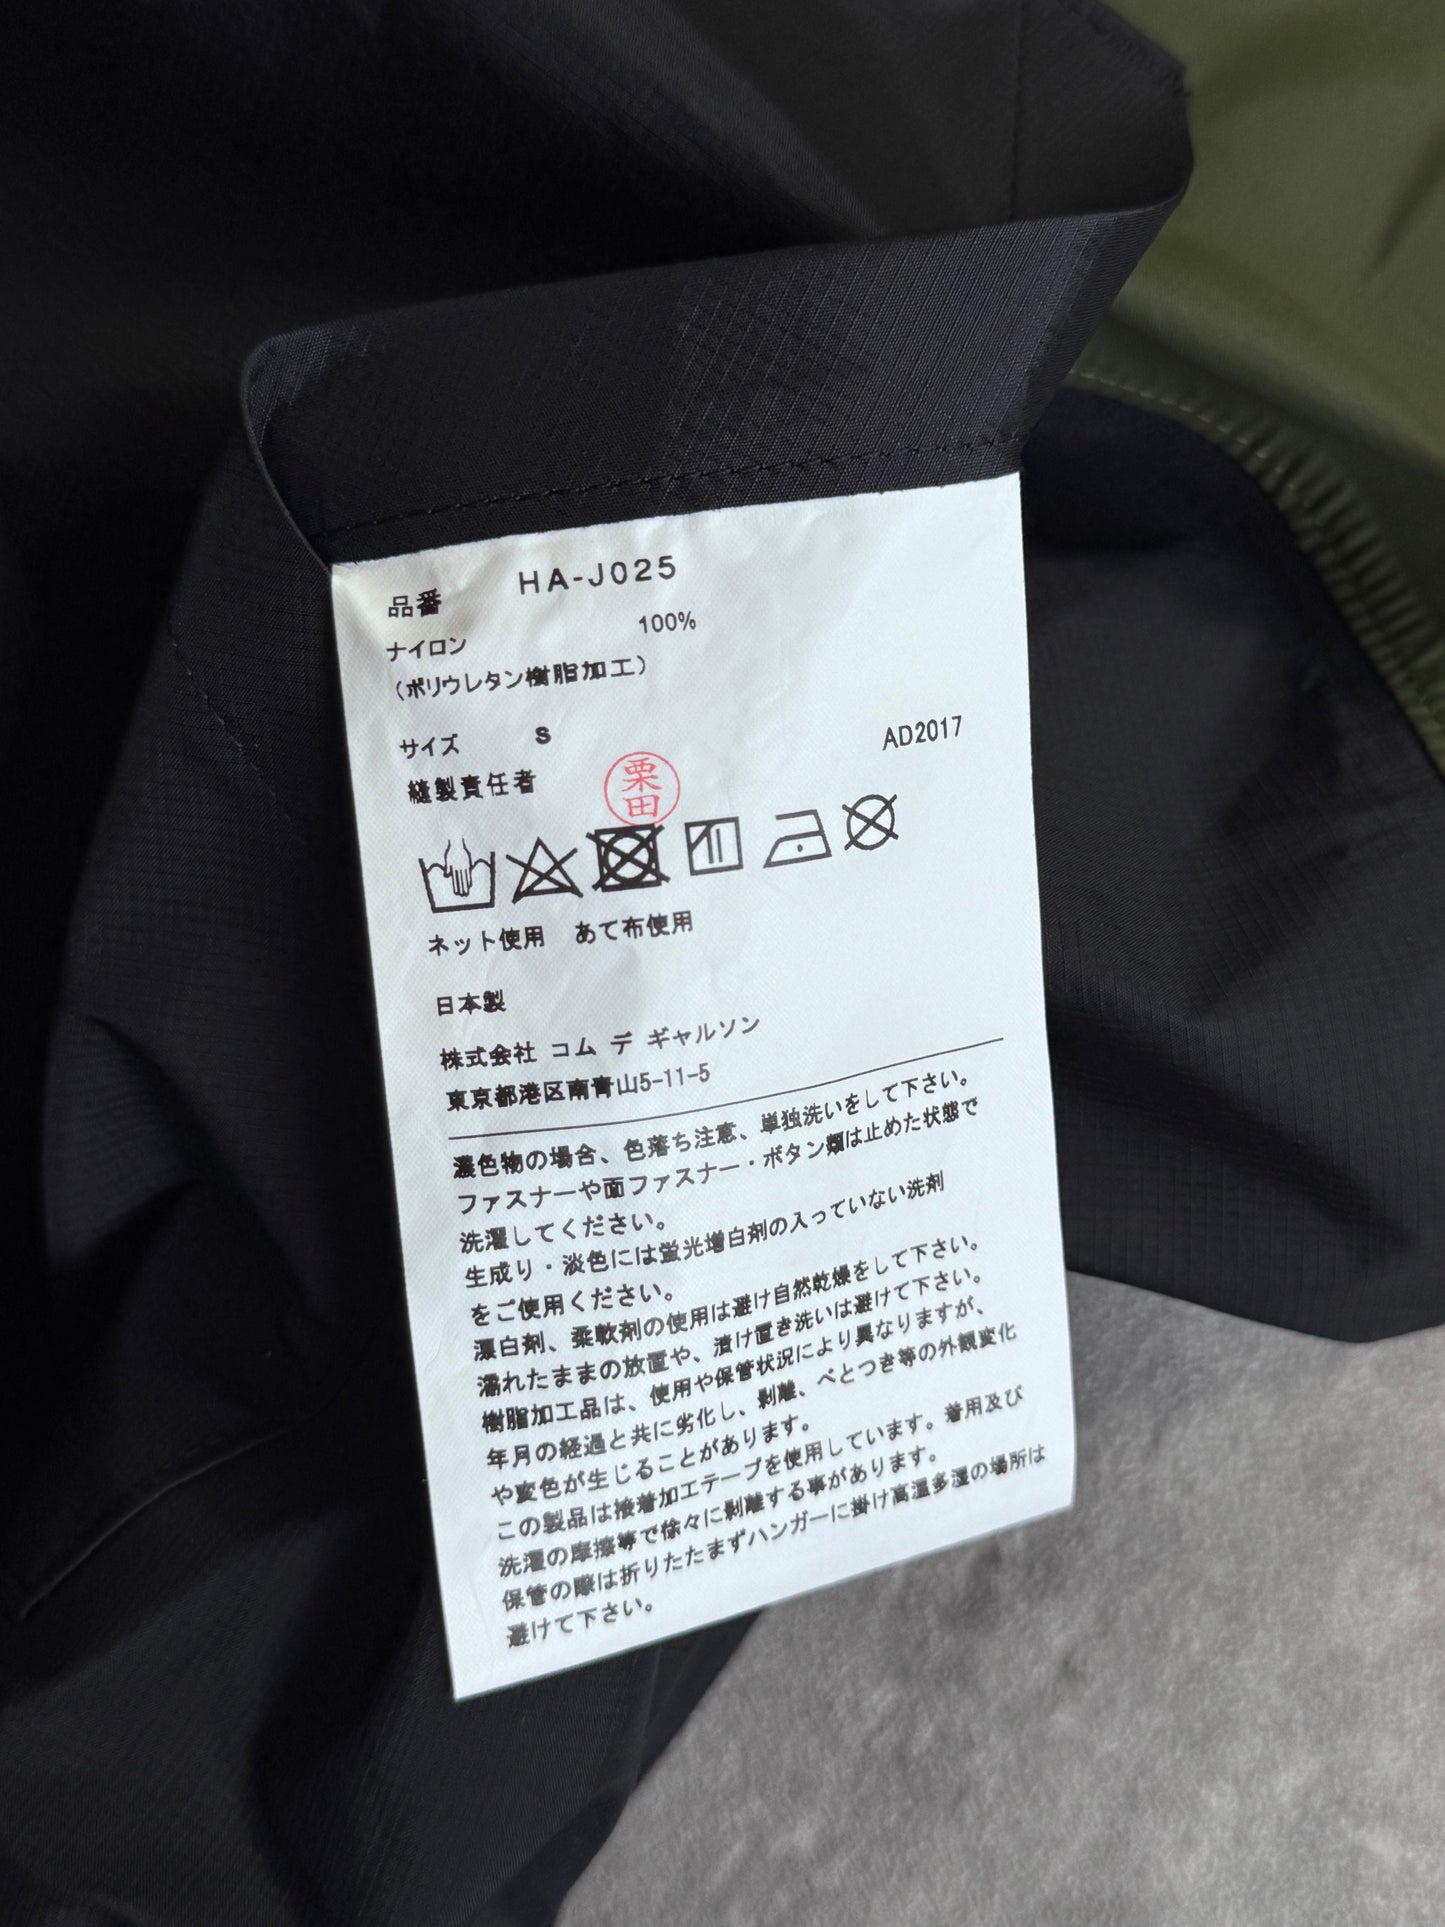 品番 HA-J025
ナイロン 100%
(ポリウレタン樹脂加工)
サイズ S AD2017
縫製責任者 栗田
ネット使用 あて布使用
日本製
株式会社 コム デ ギャルソン
東京都港区南青山5-11-5
濃色物の場合、色落ち注意、単独洗いをして下さい。
ファスナーや面ファスナー・ボタン類は止めた状態で
洗濯してください。
生成り・淡色には蛍光増白剤の入っていない洗剤
をご使用ください。
漂白剤、柔軟剤の使用は避け自然乾燥をして下さい。
濡れたままの放置や、漬け置き洗いは避けて下さい。
樹脂加工品は、使用や保管状況により異なりますが、
年月の経過と共に劣化し、剥離、べとつき等の外観変化
や変色が生じることがあります。
この製品は接着加工テープを使用しています。着用及び
洗濯の摩擦等で徐々に剥離する事があります。
保管の際は折りたたまずハンガーに掛け高温多湿の場所は
避けて下さい。